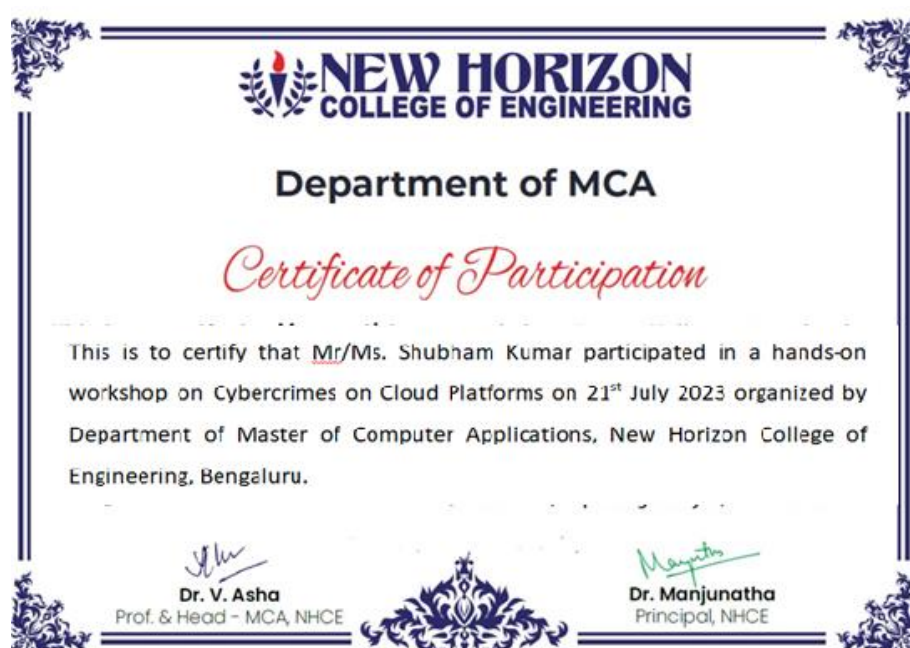 NEW HORIZON
COLLEGE OF ENGINEERING
Department of MCA
Certificate of Participation
This is to certify that Mr/Ms. Shubham Kumar participated in a hands-on
workshop on Cybercrimes on Cloud Platforms on 21st July 2023 organized by
Department of Master of Computer Applications, New Horizon College of
Engineering, Bengaluru.
Dr. V. Asha
Prof. & Head - MCA, NHCE
Dr. Manjunatha
Principal, NHCE